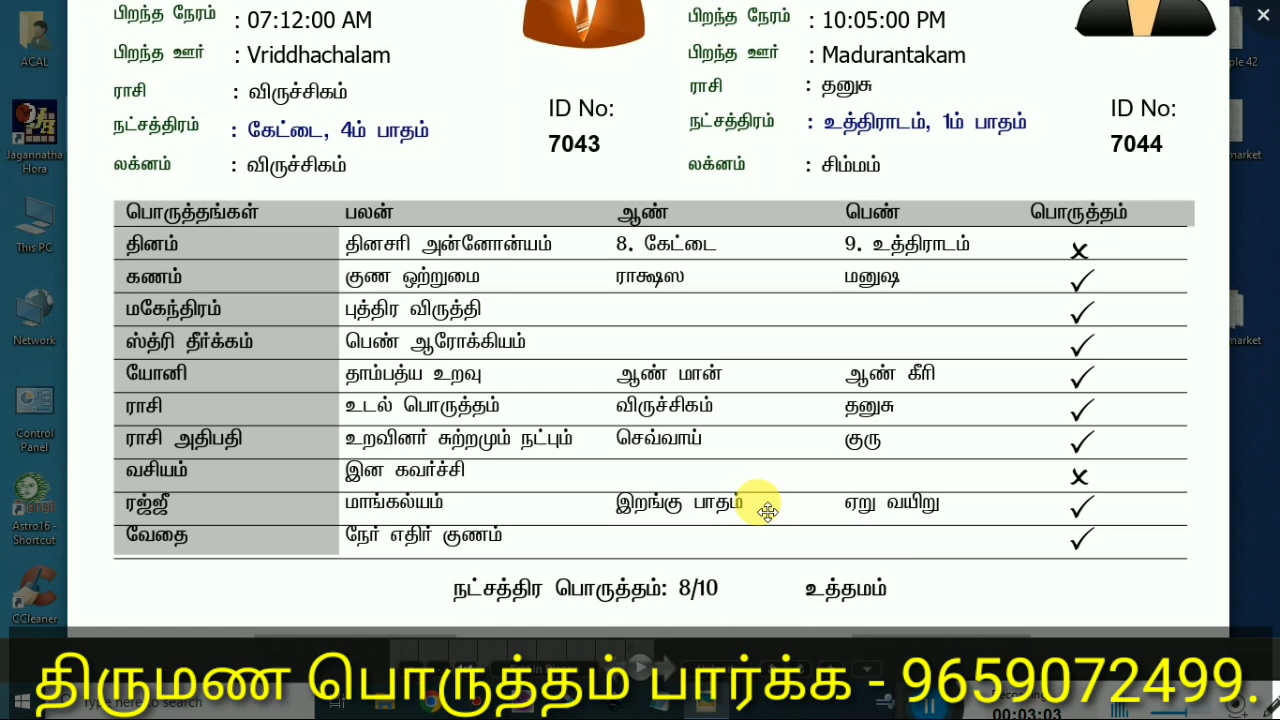 பிறந்த நேரம் : 07:12:00 AM
பிறந்த ஊர் : Vriddhachalam
ராசி : விருச்சிகம்
நட்சத்திரம் : கேட்டை, 4ம் பாதம்
லக்னம் : விருச்சிகம்
ID No:
7043
பிறந்த நேரம் : 10:05:00 PM
பிறந்த ஊர் : Madurantakam
ராசி : தனுசு
நட்சத்திரம் : உத்திராடம், 1ம் பாதம்
லக்னம் : சிம்மம்
ID No:
7044
பொருத்தங்கள் பலன் ஆண் பெண் பொருத்தம்
தினம் தினசரி அன்னோன்யம் 8. கேட்டை 9. உத்திராடம் ✗
கணம் குண ஒற்றுமை ராக்ஷஸ மனுஷ ✓
மகேந்திரம் புத்திர விருத்தி ✓
ஸ்த்ரி தீர்க்கம் பெண் ஆரோக்கியம் ✓
யோனி தாம்பத்ய உறவு ஆண் மான் ஆண் கீரி ✓
ராசி உடல் பொருத்தம் விருச்சிகம் தனுசு ✓
ராசி அதிபதி உறவினர் சுற்றமும் நட்பும் செவ்வாய் குரு ✓
வசியம் இன கவர்ச்சி ✗
ரஜ்ஜீ மாங்கல்யம் இறங்கு பாதம் ஏறு வயிறு ✓
வேதை நேர் எதிர் குணம் ✓
நட்சத்திர பொருத்தம்: 8/10 உத்தமம்
ACAL
Jagannatha
Hora
This PC
Network
Control
Panel
Astro16 -
Shortcut
CCleaner
ple 42
market
market
திருமண பொருத்தம் பார்க்க - 9659072499.
Type here to search
00:03:03